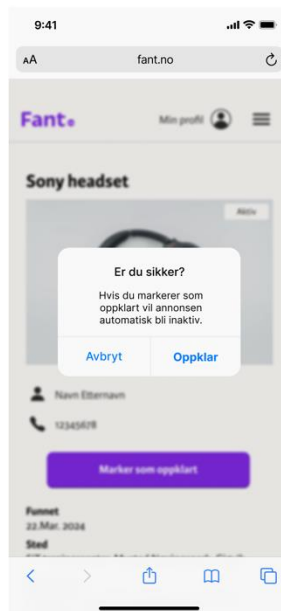 9:41
AA
fant.no
Fant.
Min profil
Sony headset
Aktiv
Er du sikker?
Hvis du markerer som
oppklart vil annonsen
automatisk bli inaktiv.
Avbryt
Oppklar
Navn Etternavn
12345678
Marker som oppklart
Funnet
22.Mar. 2024
Sted